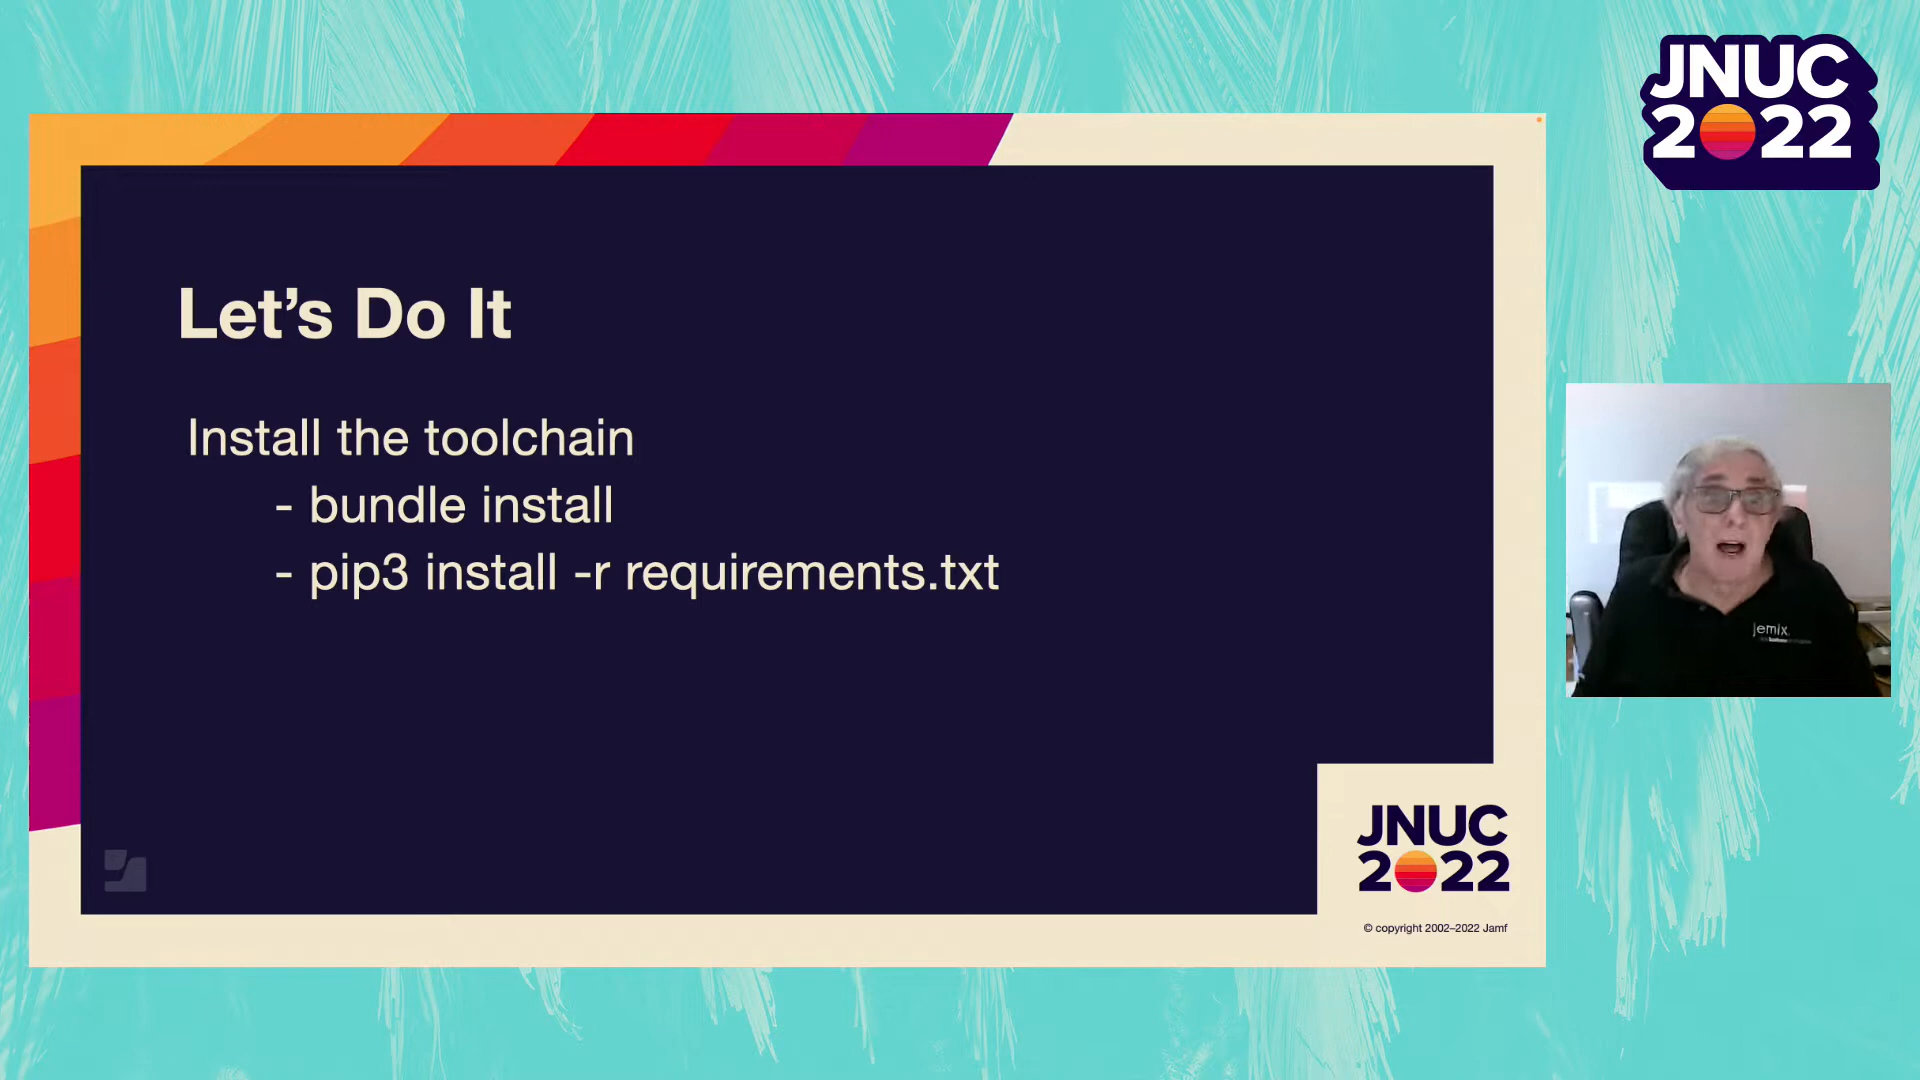 JNUC
2022
Let's Do It
Install the toolchain
- bundle install
- pip3 install -r requirements.txt
jemix.
JNUC
2022
© copyright 2002–2022 Jamf